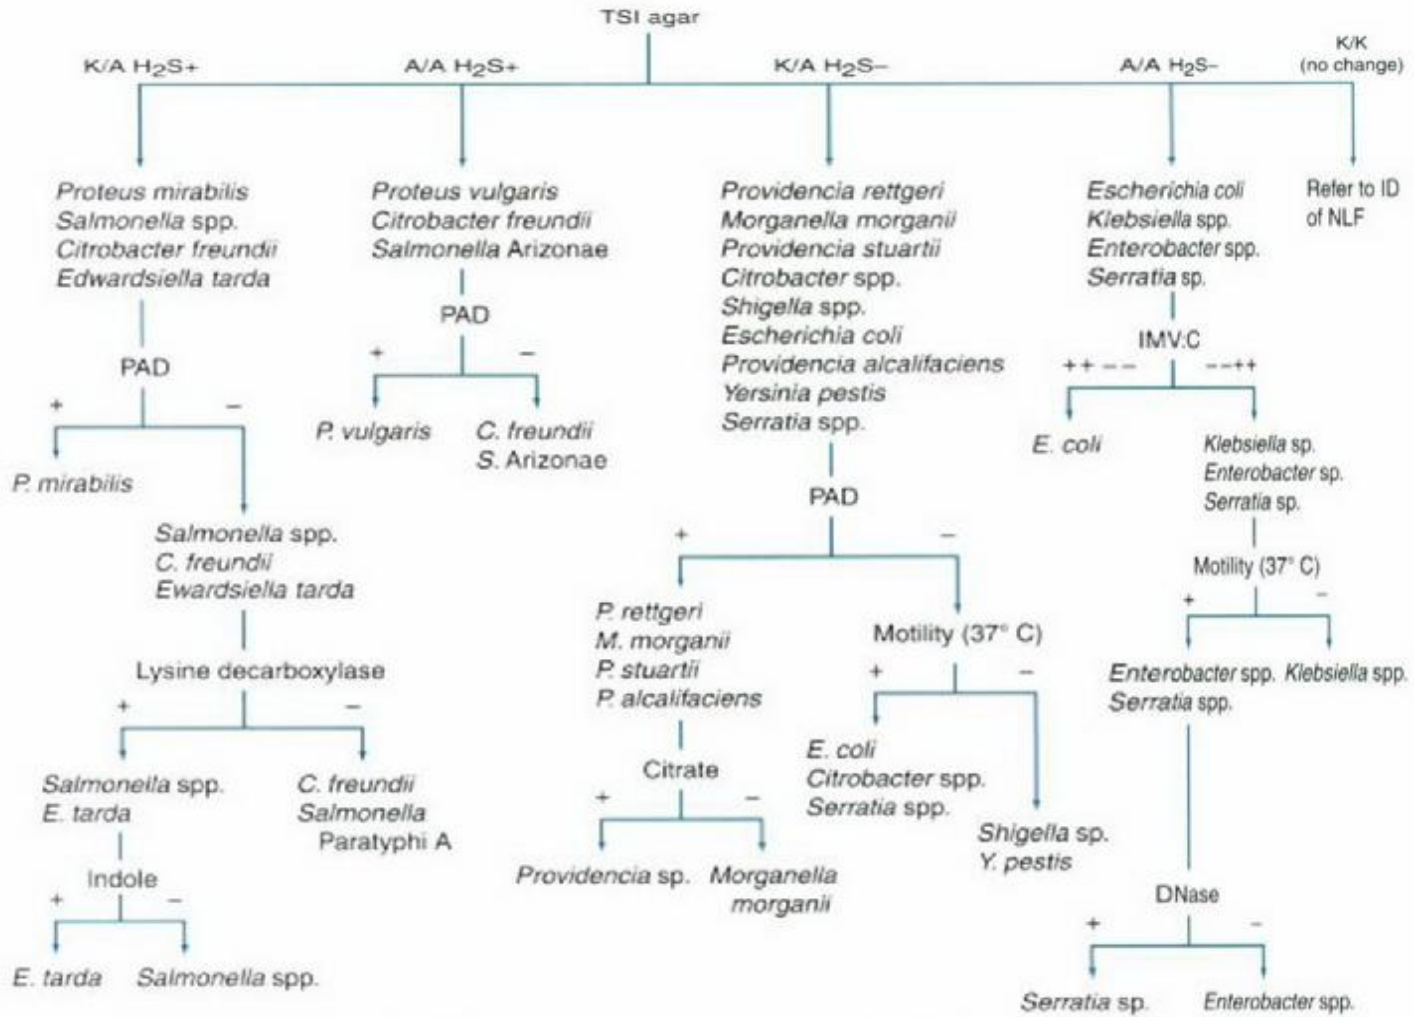 TSI agar
K/A H2S+
A/A H2S+
K/A H2S−
A/A H2S−
K/K
(no change)
Proteus mirabilis
Salmonella spp.
Citrobacter freundii
Edwardsiella tarda
PAD
+
−
P. mirabilis
Salmonella spp.
C. freundii
Ewardsiella tarda
Lysine decarboxylase
+
−
Salmonella spp.
E. tarda
C. freundii
Salmonella
Paratyphi A
Indole
+
−
E. tarda
Salmonella spp.
Proteus vulgaris
Citrobacter freundii
Salmonella Arizonae
PAD
+
−
P. vulgaris
C. freundii
S. Arizonae
Providencia rettgeri
Morganella morganii
Providencia stuartii
Citrobacter spp.
Shigella spp.
Escherichia coli
Providencia alcalifaciens
Yersinia pestis
Serratia spp.
PAD
+
−
P. rettgeri
M. morganii
P. stuartii
P. alcalifaciens
Citrate
+
−
Providencia sp.
Morganella
morganii
Motility (37° C)
+
−
E. coli
Citrobacter spp.
Serratia spp.
Shigella sp.
Y. pestis
Escherichia coli
Klebsiella spp.
Enterobacter spp.
Serratia sp.
IMV:C
++−−
−−++
E. coli
Klebsiella sp.
Enterobacter sp.
Serratia sp.
Motility (37° C)
+
−
Enterobacter spp.
Serratia spp.
Klebsiella spp.
DNase
+
−
Serratia sp.
Enterobacter spp.
Refer to ID
of NLF